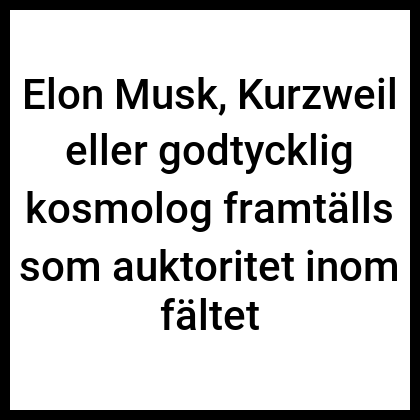 Elon Musk, Kurzweil
eller godtycklig
kosmolog framtälls
som auktoritet inom
fältet